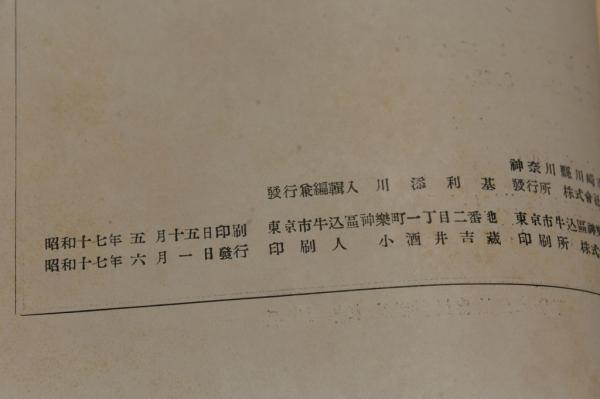 神奈川縣川崎
發行兼編輯人 川添利基 發行所 株式會社
昭和十七年五月十五日印刷 東京市牛込區神樂町一丁目二番地 東京市牛込區神樂
昭和十七年六月一日發行 印刷人 小酒井吉藏 印刷所 株式